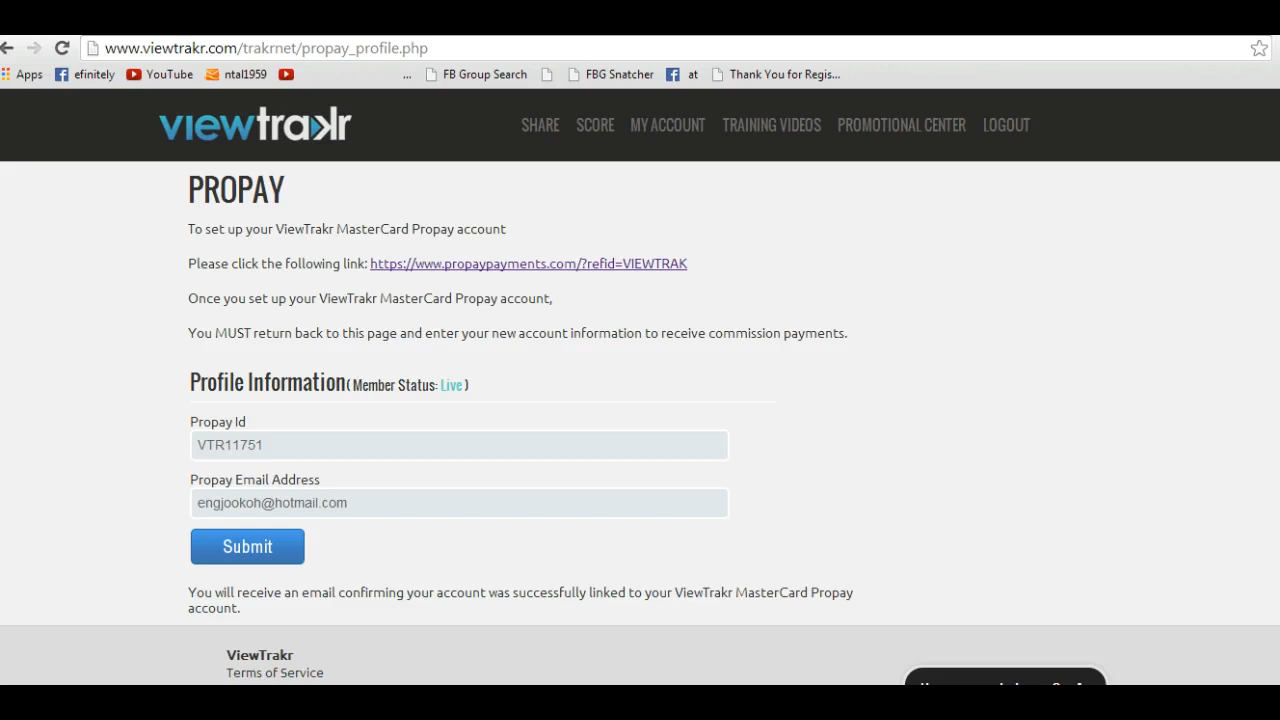 www.viewtrakr.com/trakrnet/propay_profile.php
Apps efinitely YouTube ntal1959 ... FB Group Search FBG Snatcher at Thank You for Regis...
viewtrakr SHARE SCORE MY ACCOUNT TRAINING VIDEOS PROMOTIONAL CENTER LOGOUT
PROPAY
To set up your ViewTrakr MasterCard Propay account
Please click the following link: https://www.propaypayments.com/?refid=VIEWTRAK
Once you set up your ViewTrakr MasterCard Propay account,
You MUST return back to this page and enter your new account information to receive commission payments.
Profile Information( Member Status: Live )
Propay Id
VTR11751
Propay Email Address
engjookoh@hotmail.com
Submit
You will receive an email confirming your account was successfully linked to your ViewTrakr MasterCard Propay
account.
ViewTrakr
Terms of Service